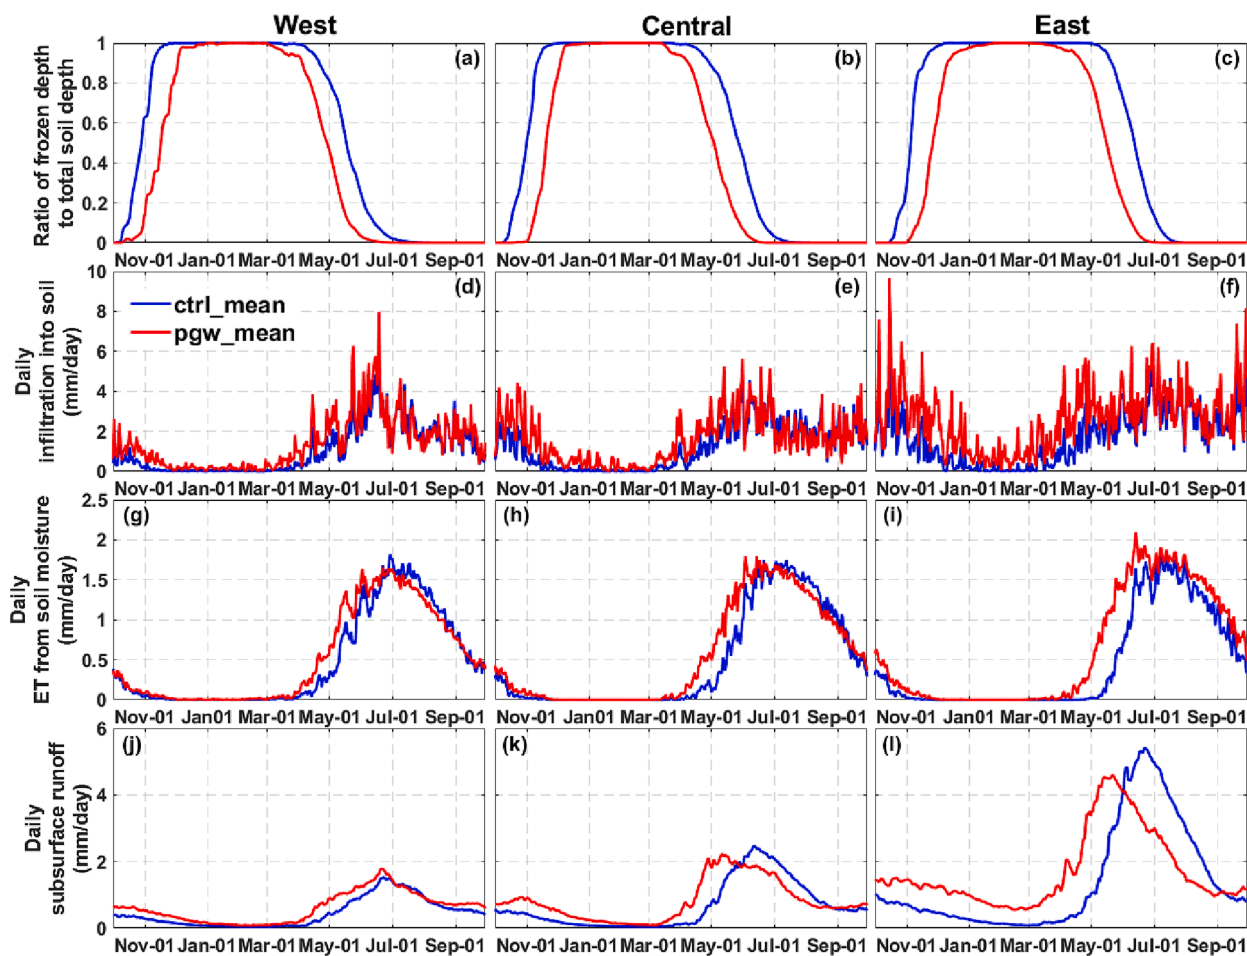 West Central East
Ratio of frozen depth
to total soil depth
1
0.8
0.6
0.4
0.2
0
(a) (b) (c)
Nov-01 Jan-01 Mar-01 May-01 Jul-01 Sep-01 Nov-01 Jan-01 Mar-01 May-01 Jul-01 Sep-01 Nov-01 Jan-01 Mar-01 May-01 Jul-01 Sep-01
Daily
infiltration into soil
(mm/day)
10
8
6
4
2
0
(d) (e) (f)
ctrl_mean
pgw_mean
Nov-01 Jan-01 Mar-01 May-01 Jul-01 Sep-01 Nov-01 Jan-01 Mar-01 May-01 Jul-01 Sep-01 Nov-01 Jan-01 Mar-01 May-01 Jul-01 Sep-01
Daily
ET from soil moisture
(mm/day)
2.5
2
1.5
1
0.5
0
(g) (h) (i)
Nov-01 Jan01 Mar-01 May-01 Jul-01 Sep-01 Nov-01 Jan01 Mar-01 May-01 Jul-01 Sep-01 Nov-01 Jan01 Mar-01 May-01 Jul-01 Sep-01
Daily
subsurface runoff
(mm/day)
6
4
2
0
(j) (k) (l)
Nov-01 Jan-01 Mar-01 May-01 Jul-01 Sep-01 Nov-01 Jan-01 Mar-01 May-01 Jul-01 Sep-01 Nov-01 Jan-01 Mar-01 May-01 Jul-01 Sep-01